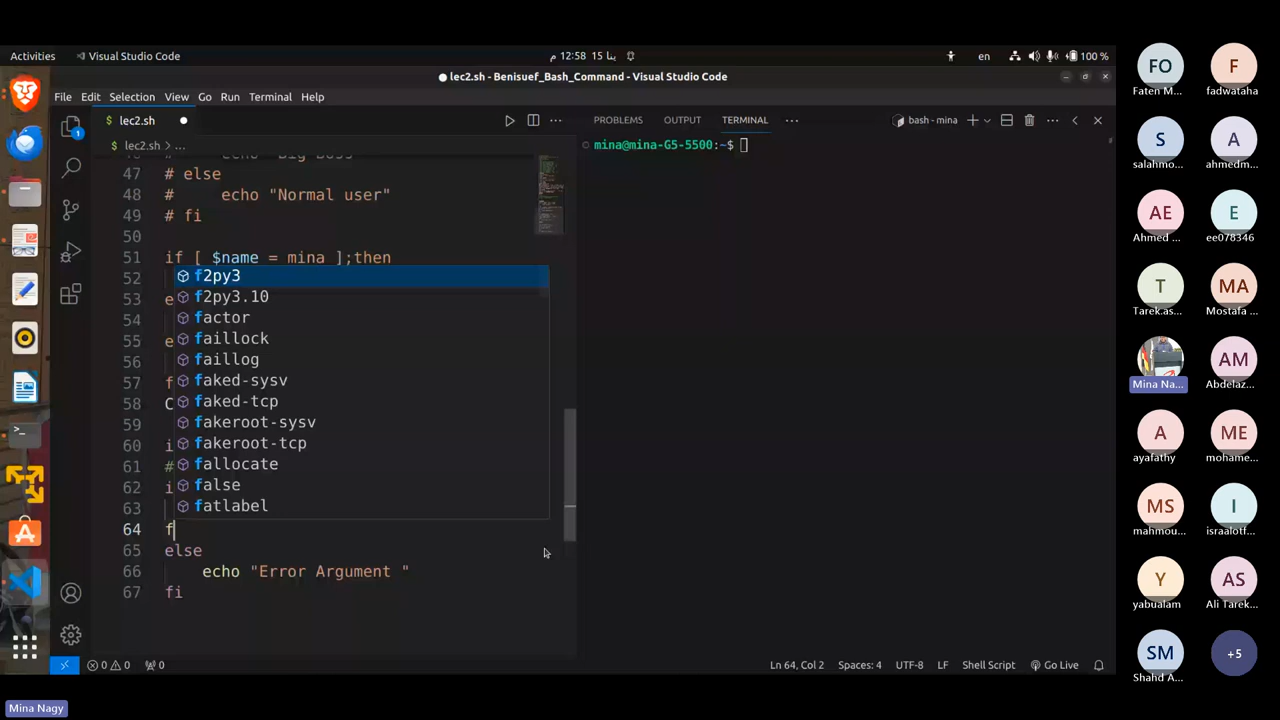 Activities
Visual Studio Code
م 12:58 15 ينا
en
100 %
lec2.sh - Benisuef_Bash_Command - Visual Studio Code
File Edit Selection View Go Run Terminal Help
lec2.sh
PROBLEMS OUTPUT TERMINAL
bash - mina
lec2.sh > ...
mina@mina-G5-5500:~$
47 # else
48 # echo "Normal user"
49 # fi
50
51 if [ $name = mina ];then
52
53 e
54
55 e
56
57 f
58 C
59
60 i
61 #
62 i
63
64 f
65 else
66 echo "Error Argument "
67 fi
f2py3
f2py3.10
factor
faillock
faillog
faked-sysv
faked-tcp
fakeroot-sysv
fakeroot-tcp
fallocate
false
fatlabel
1
0 0 0
Ln 64, Col 2 Spaces: 4 UTF-8 LF Shell Script Go Live
FO
Faten M...
F
fadwataha
S
salahmo...
A
ahmedm...
AE
Ahmed ...
E
ee078346
T
Tarek.as...
MA
Mostafa ...
Mina Na...
AM
Abdelaz...
A
ayafathy
ME
mohame...
MS
mahmou...
I
israalotf...
Y
yabualam
AS
Ali Tarek...
SM
Shahd A...
+5
Mina Nagy